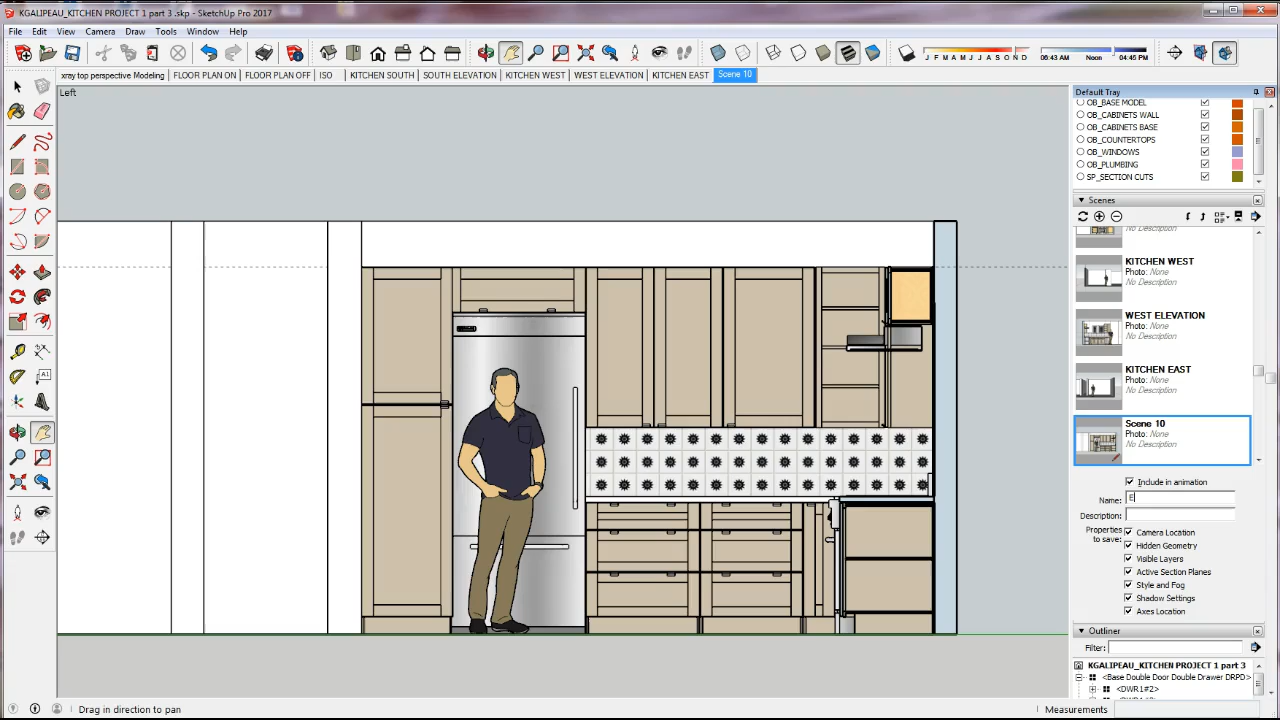 KGALIPEAU_KITCHEN PROJECT 1 part 3 .skp - SketchUp Pro 2017
File Edit View Camera Draw Tools Window Help
J F M A M J J A S O N D
06:43 AM Noon 04:45 PM
xray top perspective Modeling FLOOR PLAN ON FLOOR PLAN OFF ISO KITCHEN SOUTH SOUTH ELEVATION KITCHEN WEST WEST ELEVATION KITCHEN EAST Scene 10
Left
Default Tray
OB_BASE MODEL
OB_CABINETS WALL
OB_CABINETS BASE
OB_COUNTERTOPS
OB_WINDOWS
OB_PLUMBING
SP_SECTION CUTS
Scenes
No Description
KITCHEN WEST
Photo: None
No Description
WEST ELEVATION
Photo: None
No Description
KITCHEN EAST
Photo: None
No Description
Scene 10
Photo: None
No Description
Include in animation
Name: E
Description:
Properties to save:
Camera Location
Hidden Geometry
Visible Layers
Active Section Planes
Style and Fog
Shadow Settings
Axes Location
Outliner
Filter:
KGALIPEAU_KITCHEN PROJECT 1 part 3
<Base Double Door Double Drawer DRPD>
<DWR1#2>
A1
Drag in direction to pan
Measurements